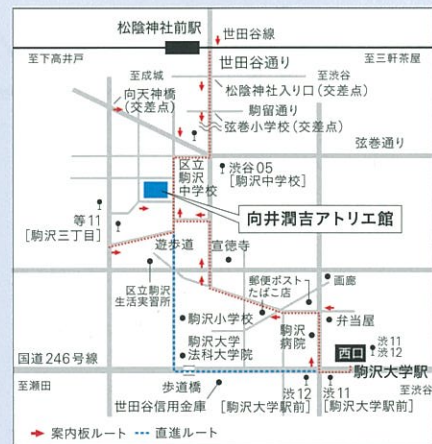 松陰神社前駅
世田谷線
至下高井戸
世田谷通り
至三軒茶屋
至成城
至渋谷
向天神橋
(交差点)
松陰神社入り口(交差点)
駒留通り
弦巻小学校(交差点)
弦巻通り
区立
駒沢
中学校
渋谷05
[駒沢中学校]
向井潤吉アトリエ館
等11
[駒沢三丁目]
遊歩道
宣徳寺
区立駒沢
生活実習所
郵便ポスト
たばこ店
画廊
駒沢小学校
駒沢
病院
弁当屋
駒沢大学
法科大学院
西口
渋11
渋12
国道246号線
駒沢大学駅
至瀬田
歩道橋
至渋谷
世田谷信用金庫
渋12
[駒沢大学駅前]
渋11
[駒沢大学駅前]
案内板ルート
直進ルート